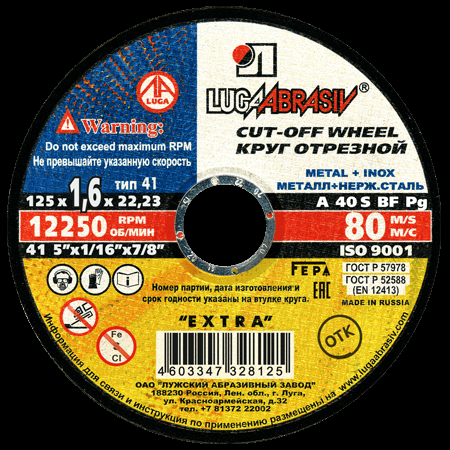 LUGA
LUGAABRASIV®
Warning:
Do not exceed maximum RPM
Не превышайте указанную скорость
CUT-OFF WHEEL
КРУГ ОТРЕЗНОЙ
METAL + INOX
МЕТАЛЛ+НЕРЖ.СТАЛЬ
тип 41
125 x 1,6 x 22,23
A 40 S BF Pg
12250 RPM
ОБ/МИН
80 M/S
М/С
41 5"x1/16"x7/8"
ISO 9001
FEPA
EAC
ГОСТ Р 57978
ГОСТ Р 52588
(EN 12413)
MADE IN RUSSIA
Номер партии, дата изготовления и
срок годности указаны на втулке круга.
Fe
Cl
"EXTRA"
ОТК
4 603347 328125
ОАО "ЛУЖСКИЙ АБРАЗИВНЫЙ ЗАВОД"
188230 Россия, Лен. обл., г. Луга,
ул. Красноармейская, д.32
тел. +7 81372 22002
Информация для связи и инструкция по применению размещены на www.lugaabrasiv.com